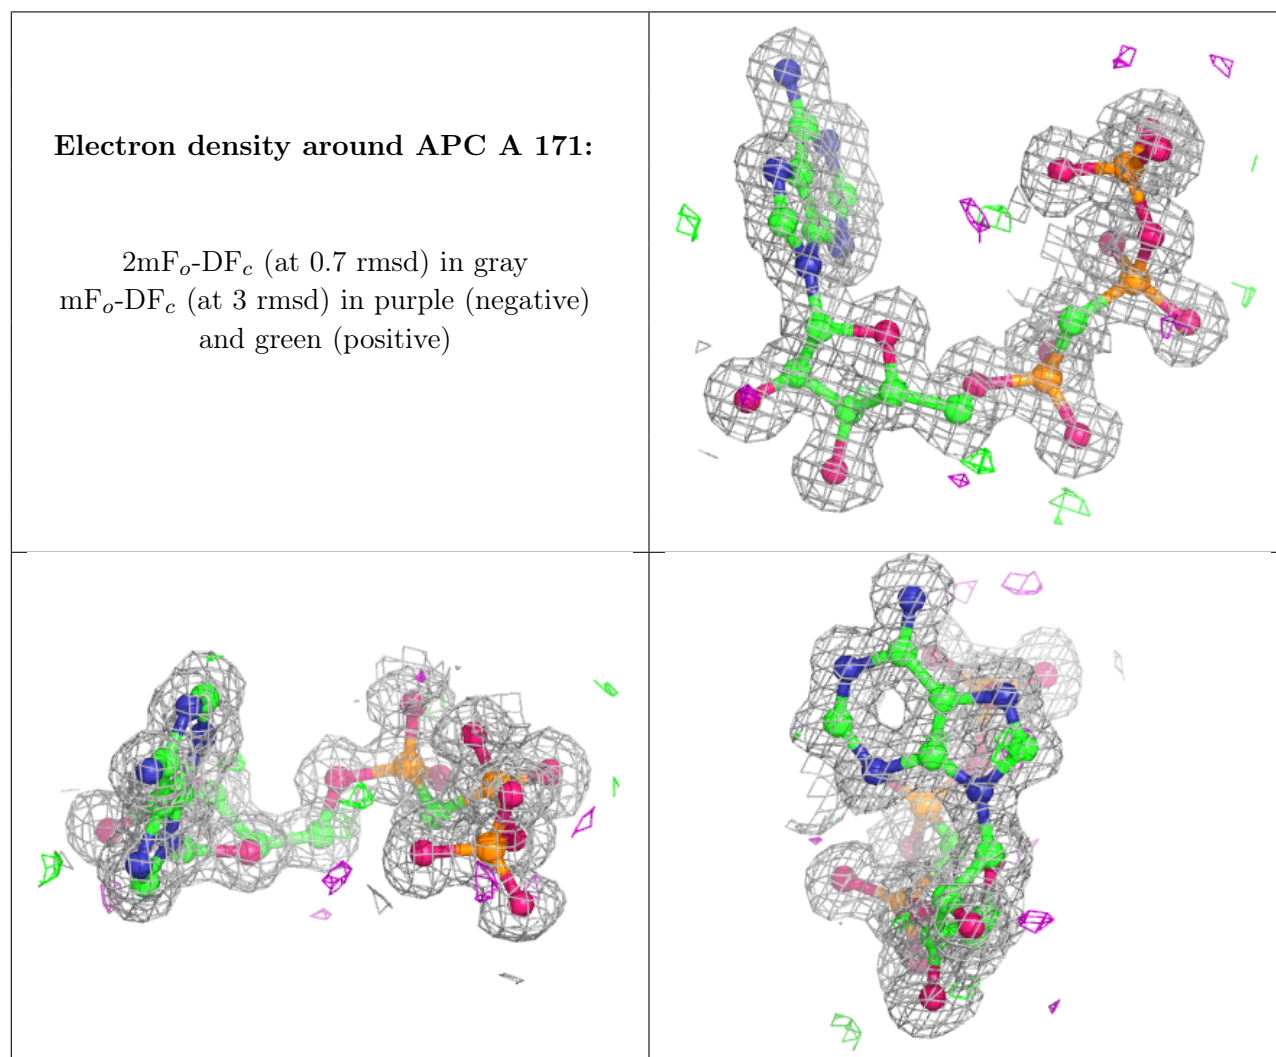 Electron density around APC A 171:
2mFo-DFc (at 0.7 rmsd) in gray
mFo-DFc (at 3 rmsd) in purple (negative)
and green (positive)